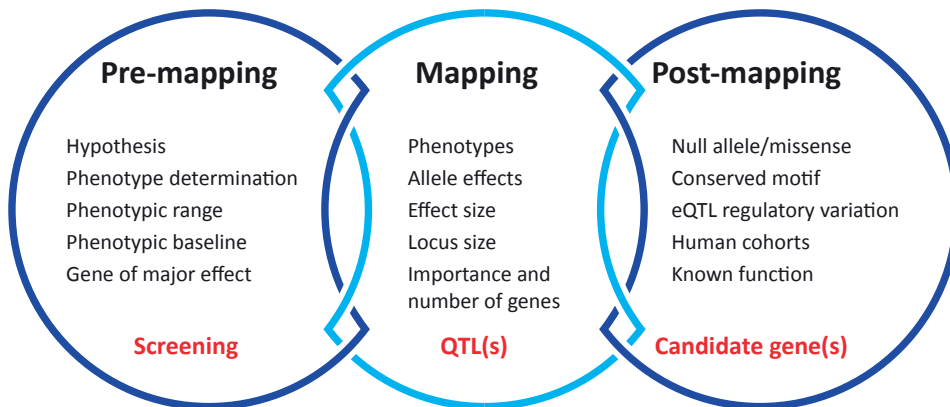 Pre-mapping
Hypothesis
Phenotype determination
Phenotypic range
Phenotypic baseline
Gene of major effect
Screening
Mapping
Phenotypes
Allele effects
Effect size
Locus size
Importance and
number of genes
QTL(s)
Post-mapping
Null allele/missense
Conserved motif
eQTL regulatory variation
Human cohorts
Known function
Candidate gene(s)